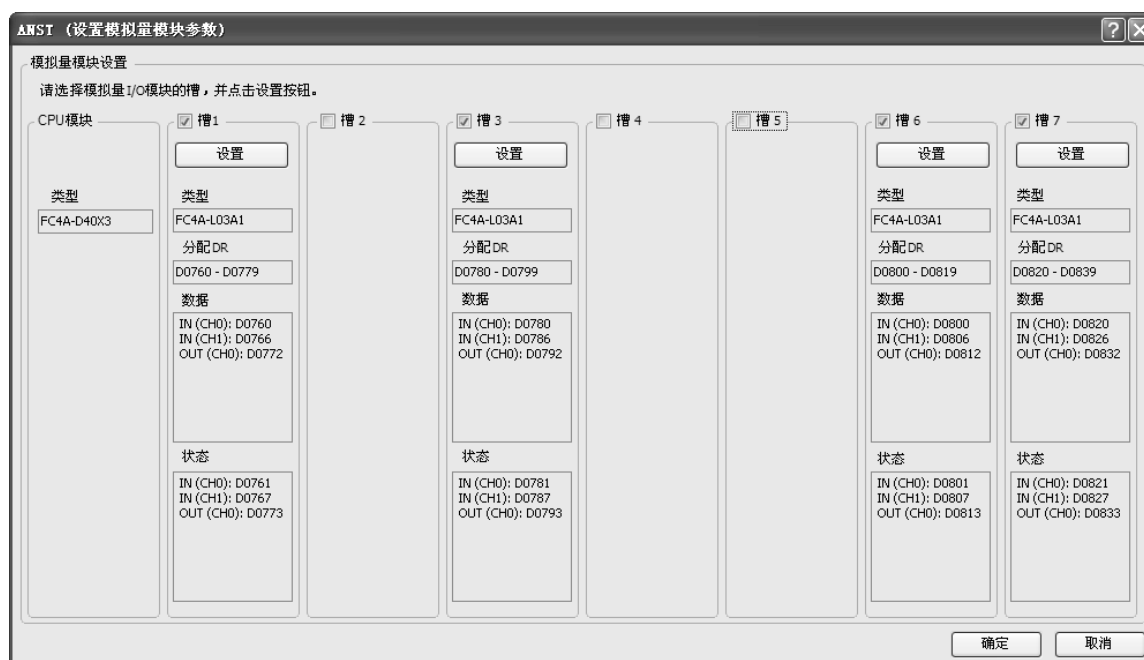 ANST (设置模拟量模块参数)
模拟量模块设置
请选择模拟量I/O模块的槽，并点击设置按钮。
CPU模块
类型
FC4A-D40X3
槽1
设置
类型
FC4A-L03A1
分配DR
D0760 - D0779
数据
IN (CH0): D0760
IN (CH1): D0766
OUT (CH0): D0772
状态
IN (CH0): D0761
IN (CH1): D0767
OUT (CH0): D0773
槽 2
槽 3
设置
类型
FC4A-L03A1
分配DR
D0780 - D0799
数据
IN (CH0): D0780
IN (CH1): D0786
OUT (CH0): D0792
状态
IN (CH0): D0781
IN (CH1): D0787
OUT (CH0): D0793
槽 4
槽 5
槽 6
设置
类型
FC4A-L03A1
分配DR
D0800 - D0819
数据
IN (CH0): D0800
IN (CH1): D0806
OUT (CH0): D0812
状态
IN (CH0): D0801
IN (CH1): D0807
OUT (CH0): D0813
槽 7
设置
类型
FC4A-L03A1
分配DR
D0820 - D0839
数据
IN (CH0): D0820
IN (CH1): D0826
OUT (CH0): D0832
状态
IN (CH0): D0821
IN (CH1): D0827
OUT (CH0): D0833
确定
取消